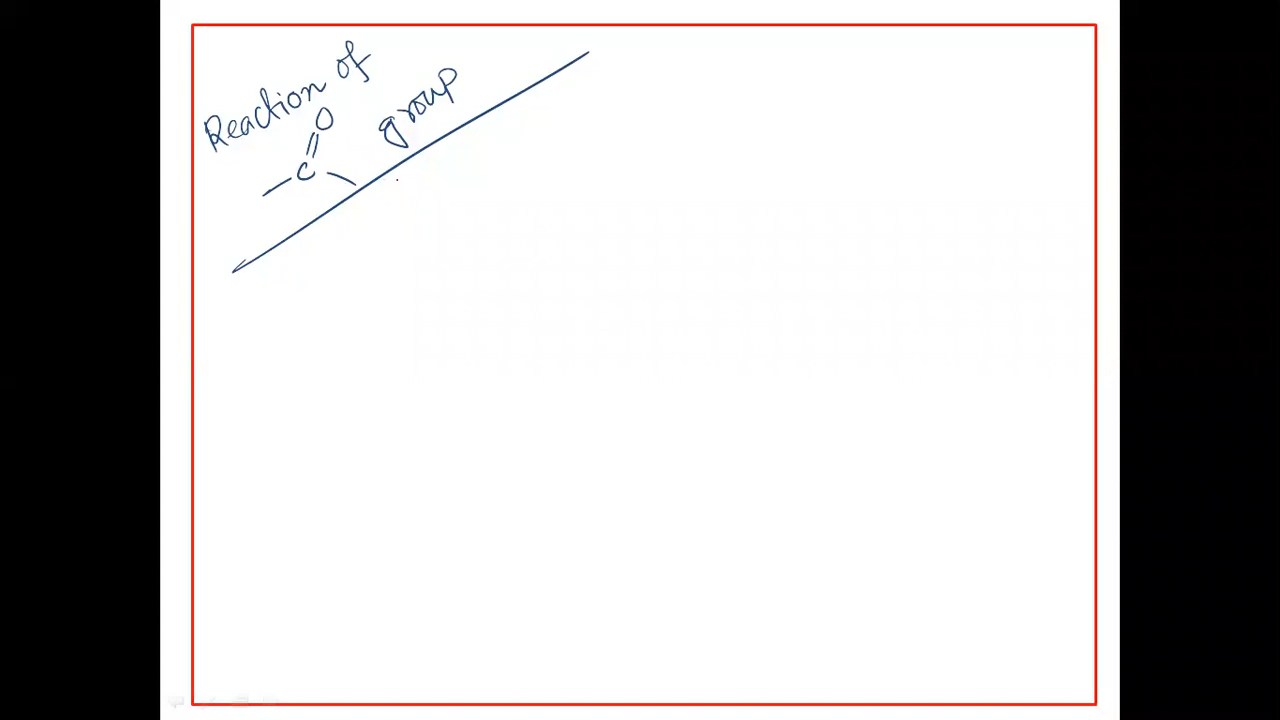 Reaction of
O
— C group